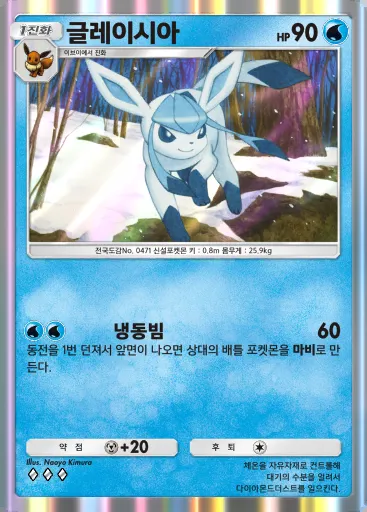 1진화 글레이시아 HP 90
이브이에서 진화
전국도감No. 0471 신설포켓몬 키 : 0.8m 몸무게 : 25.9kg
냉동빔 60
동전을 1번 던져서 앞면이 나오면 상대의 배틀 포켓몬을 마비로 만
든다.
약 점 +20 후 퇴
Illus. Naoyo Kimura
체온을 자유자재로 컨트롤해
대기의 수분을 얼려서
다이아몬드더스트를 일으킨다.